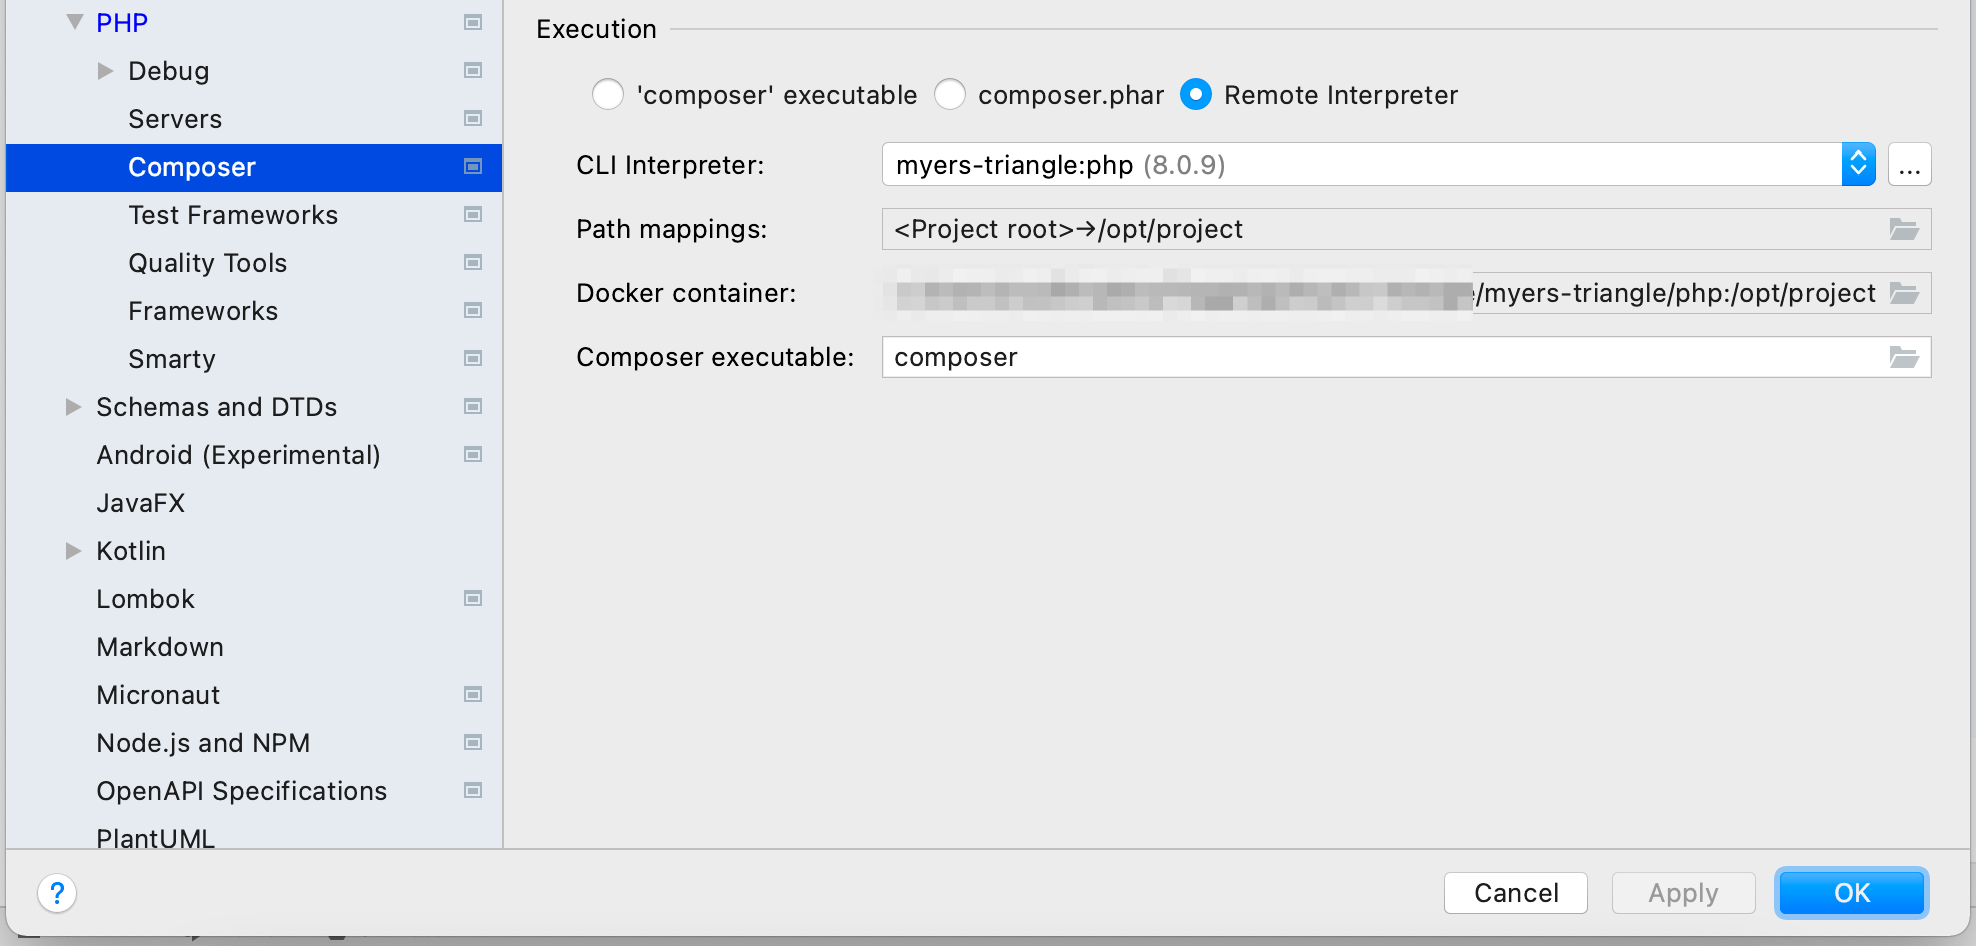 PHP
Debug
Servers
Composer
Test Frameworks
Quality Tools
Frameworks
Smarty
Schemas and DTDs
Android (Experimental)
JavaFX
Kotlin
Lombok
Markdown
Micronaut
Node.js and NPM
OpenAPI Specifications
PlantUML
Execution
'composer' executable composer.phar Remote Interpreter
CLI Interpreter: myers-triangle:php (8.0.9) ...
Path mappings: <Project root>→/opt/project
Docker container: /myers-triangle/php:/opt/project
Composer executable: composer
? Cancel Apply OK